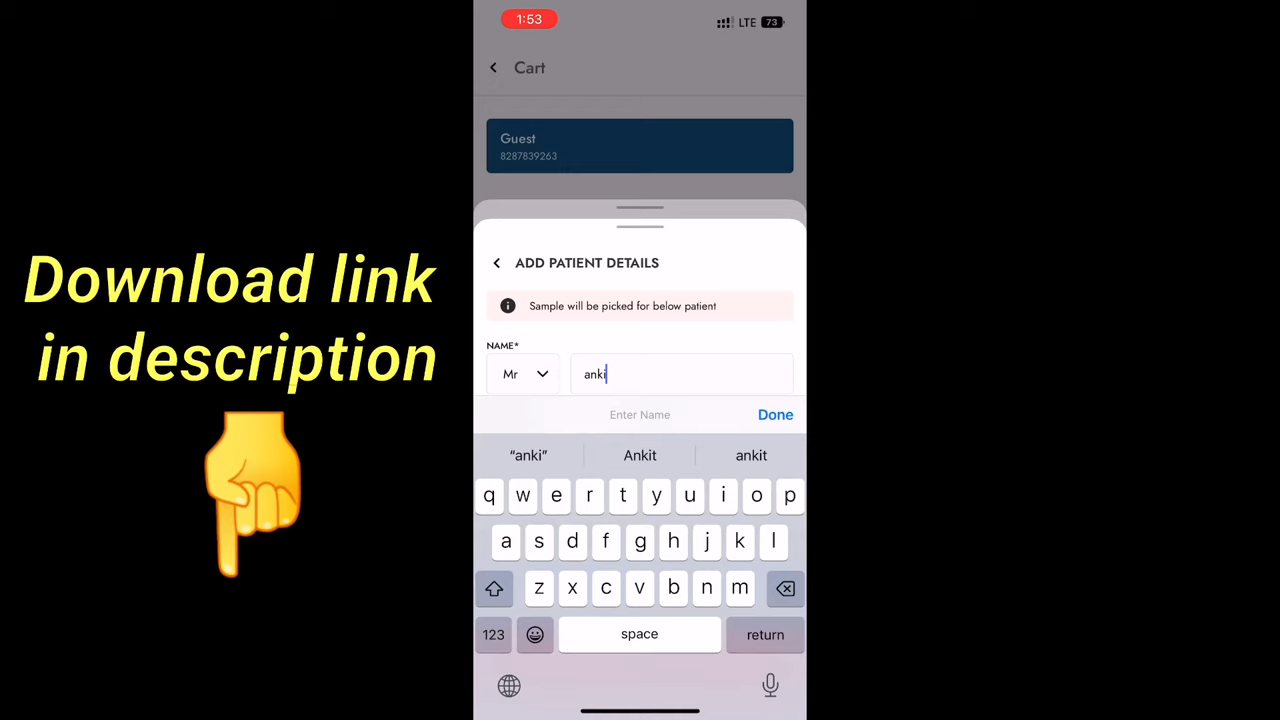 1:53
LTE 73
Cart
Guest
8287839263
Download link
in description
ADD PATIENT DETAILS
Sample will be picked for below patient
NAME*
Mr
anki
Enter Name
Done
“anki”
Ankit
ankit
q w e r t y u i o p
a s d f g h j k l
z x c v b n m
123
space
return